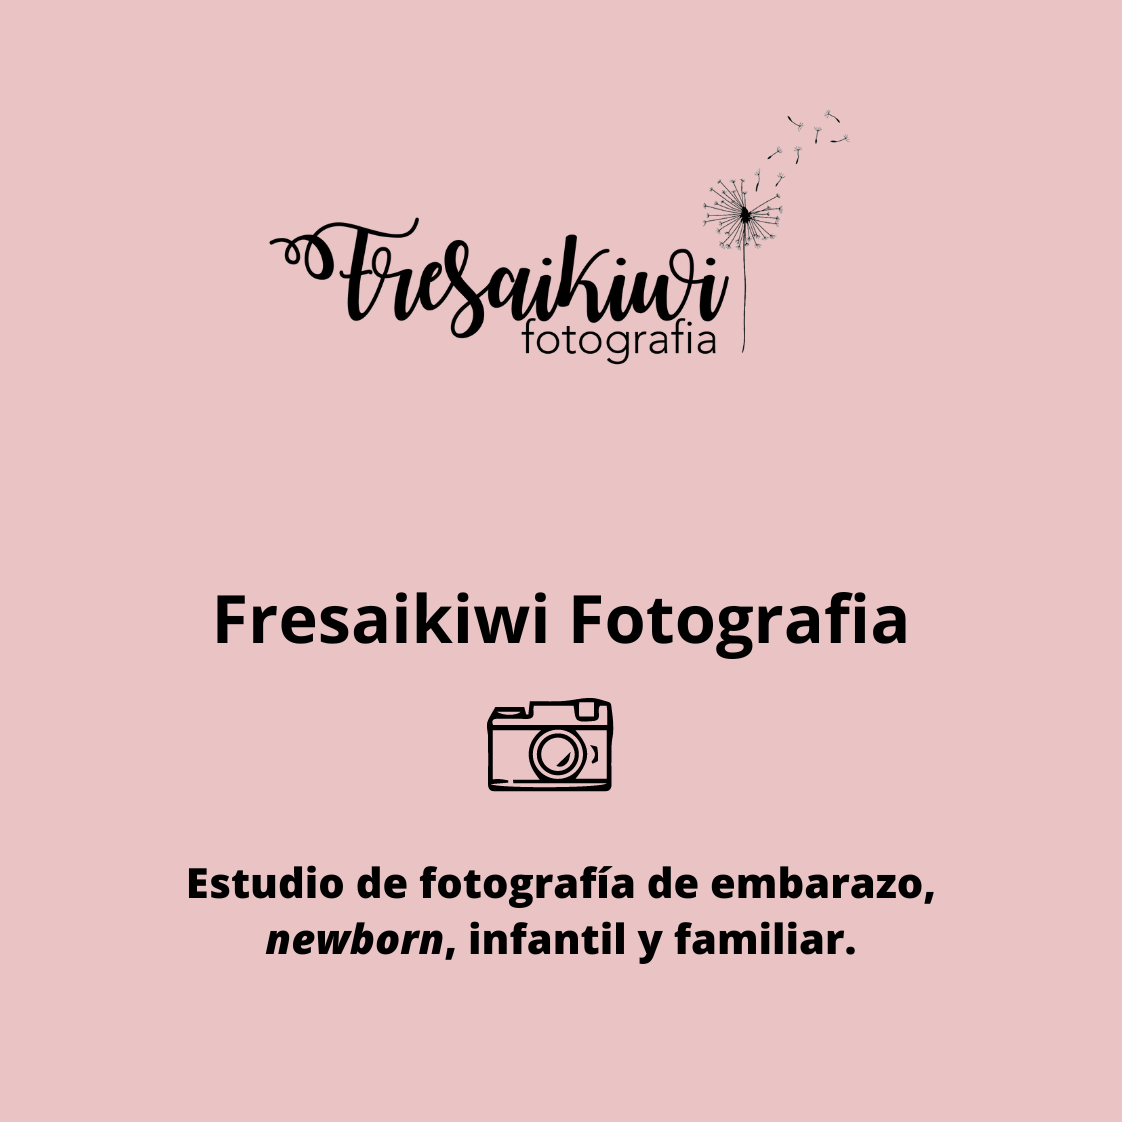 Fresaikiwi
fotografia
Fresaikiwi Fotografia
Estudio de fotografía de embarazo,
newborn, infantil y familiar.